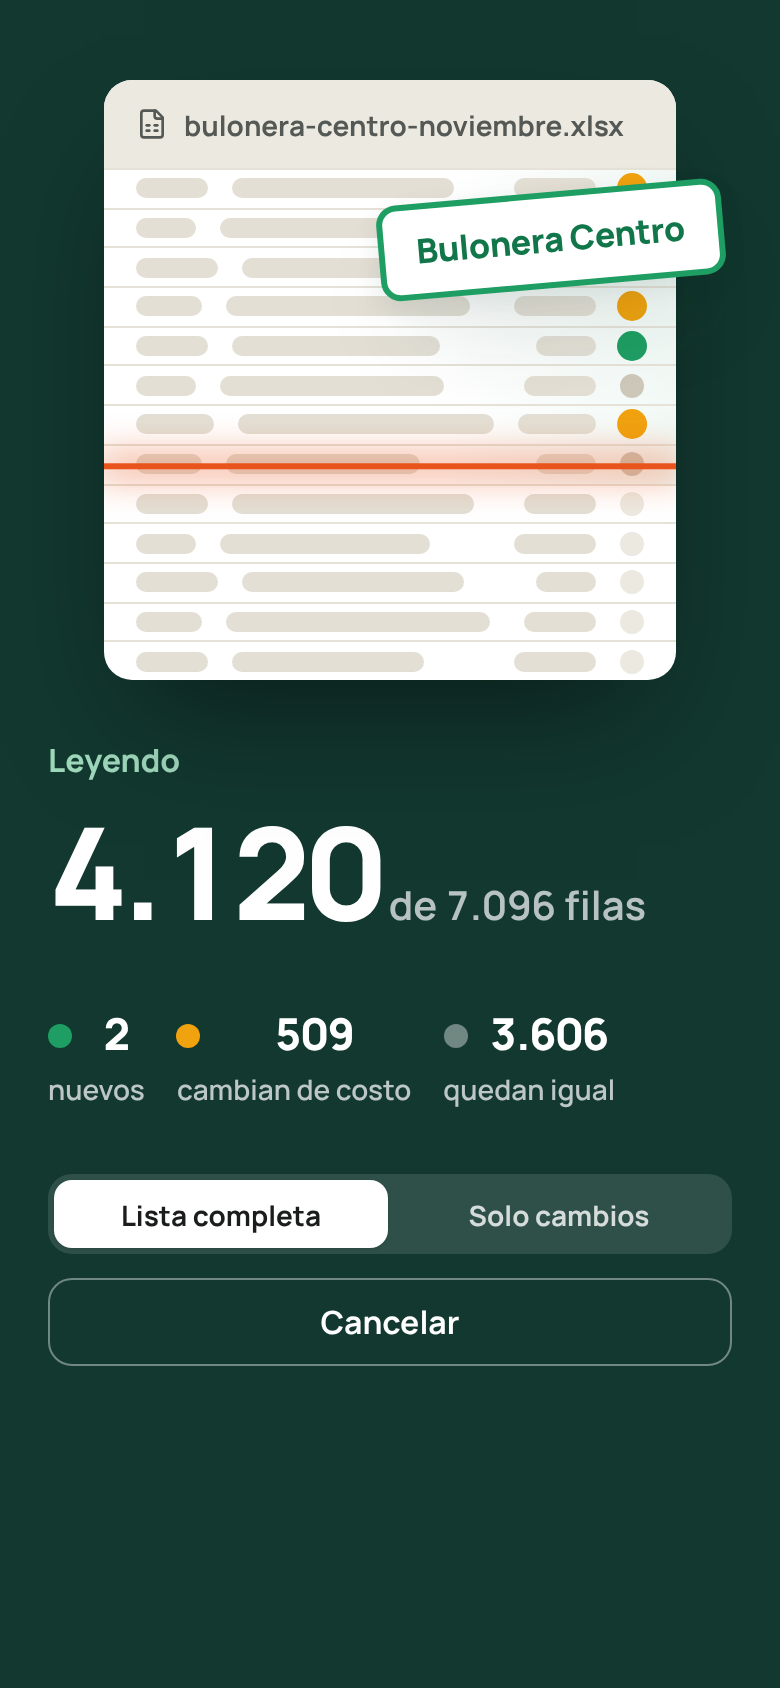 bulonera-centro-noviembre.xlsx
Bulonera Centro
Leyendo
4.120 de 7.096 filas
2 509 3.606
nuevos cambian de costo quedan igual
Lista completa Solo cambios
Cancelar